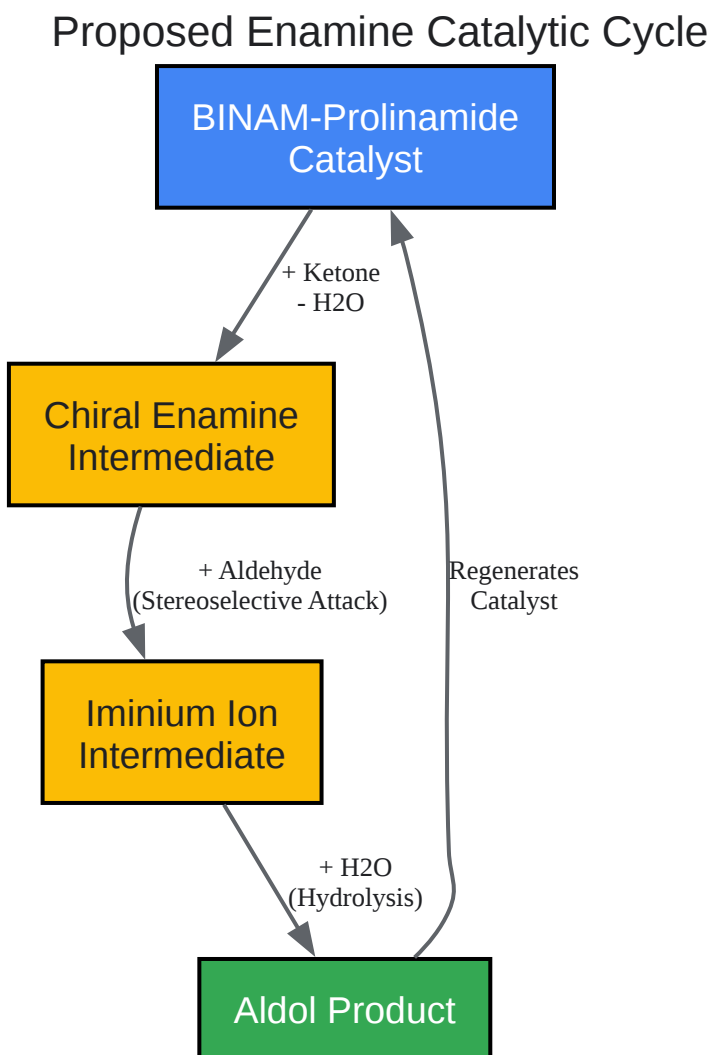 Proposed Enamine Catalytic Cycle
BINAM-Prolinamide
Catalyst
+ Ketone
- H2O
Chiral Enamine
Intermediate
+ Aldehyde
(Stereoselective Attack)
Regenerates
Catalyst
Iminium Ion
Intermediate
+ H2O
(Hydrolysis)
Aldol Product